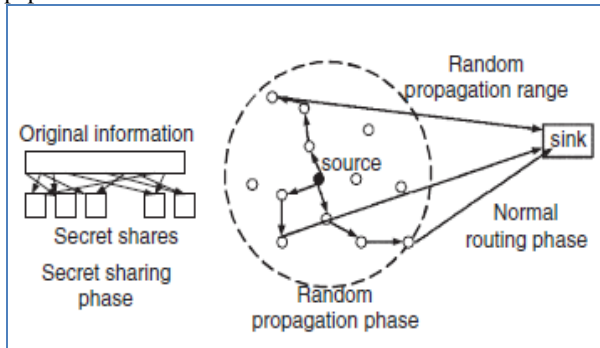 Random
propagation range
Original information
sink
source
Secret shares
Normal
routing phase
Secret sharing
phase
Random
propagation phase